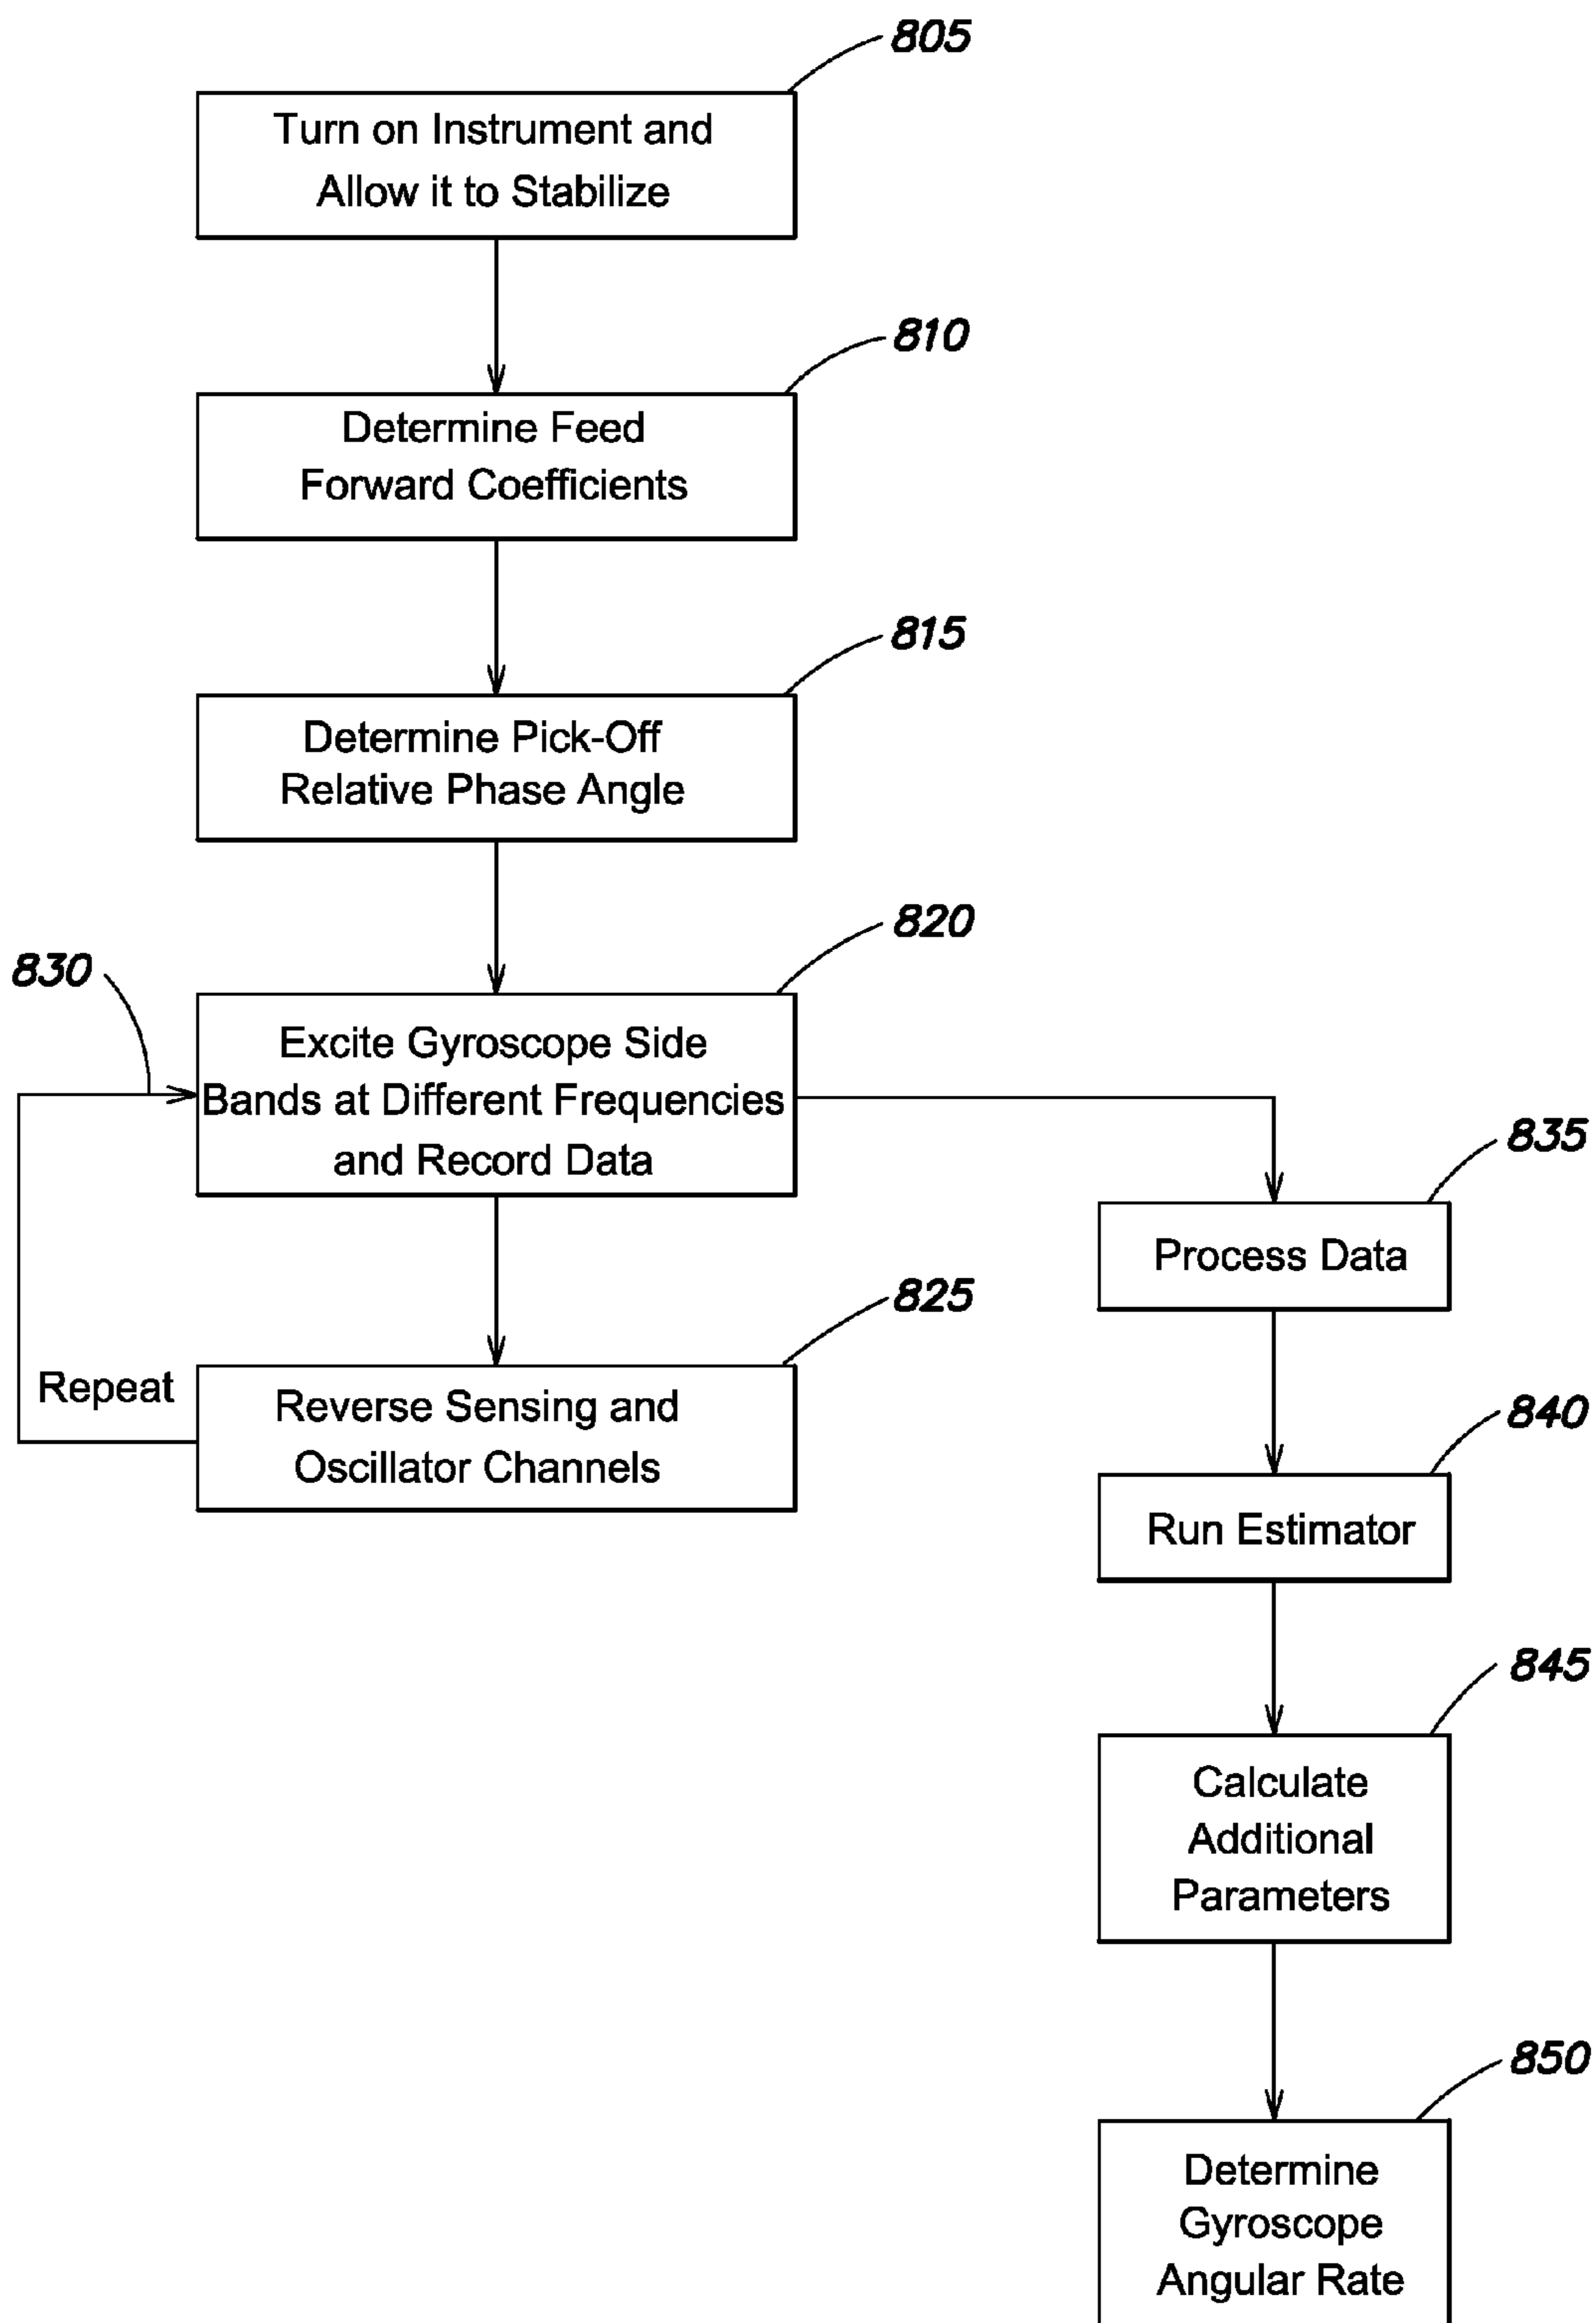 805
Turn on Instrument and
Allow it to Stabilize
810
Determine Feed
Forward Coefficients
815
Determine Pick-Off
Relative Phase Angle
820
830
Excite Gyroscope Side
Bands at Different Frequencies
and Record Data
825
Repeat
Reverse Sensing and
Oscillator Channels
835
Process Data
840
Run Estimator
845
Calculate
Additional
Parameters
850
Determine
Gyroscope
Angular Rate